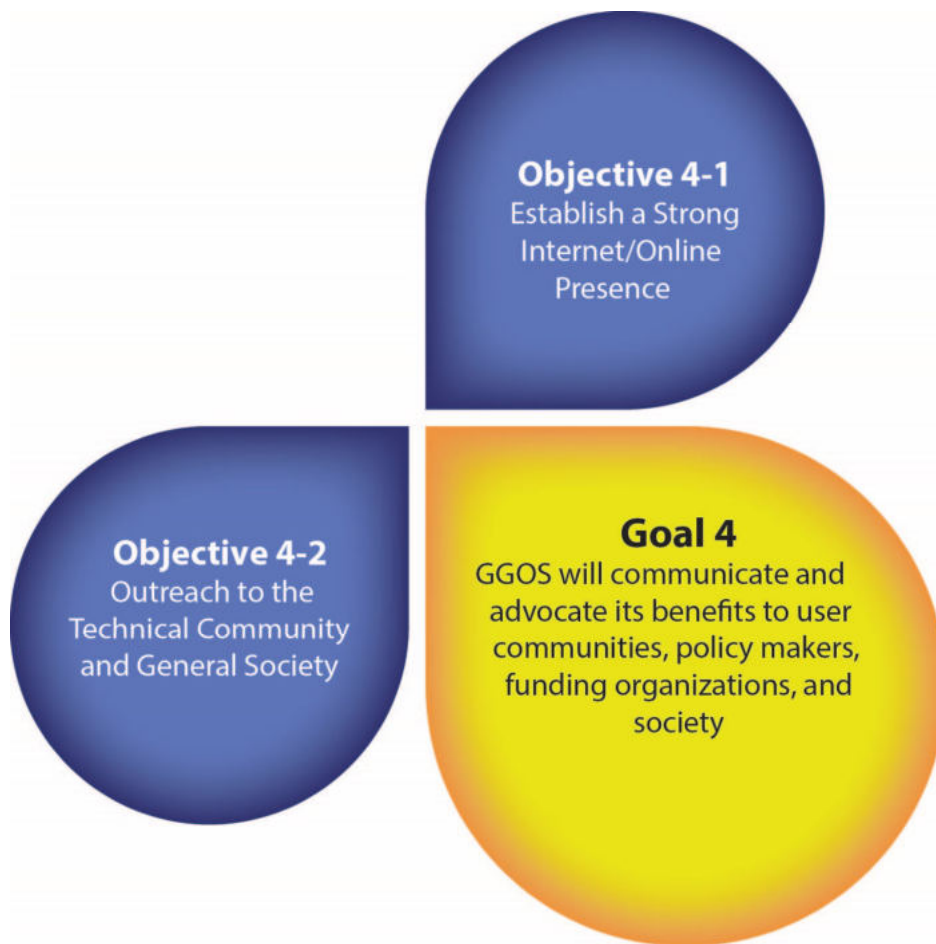 Objective 4-1
Establish a Strong
Internet/Online
Presence
Objective 4-2
Outreach to the
Technical Community
and General Society
Goal 4
GGOS will communicate and
advocate its benefits to user
communities, policy makers,
funding organizations, and
society